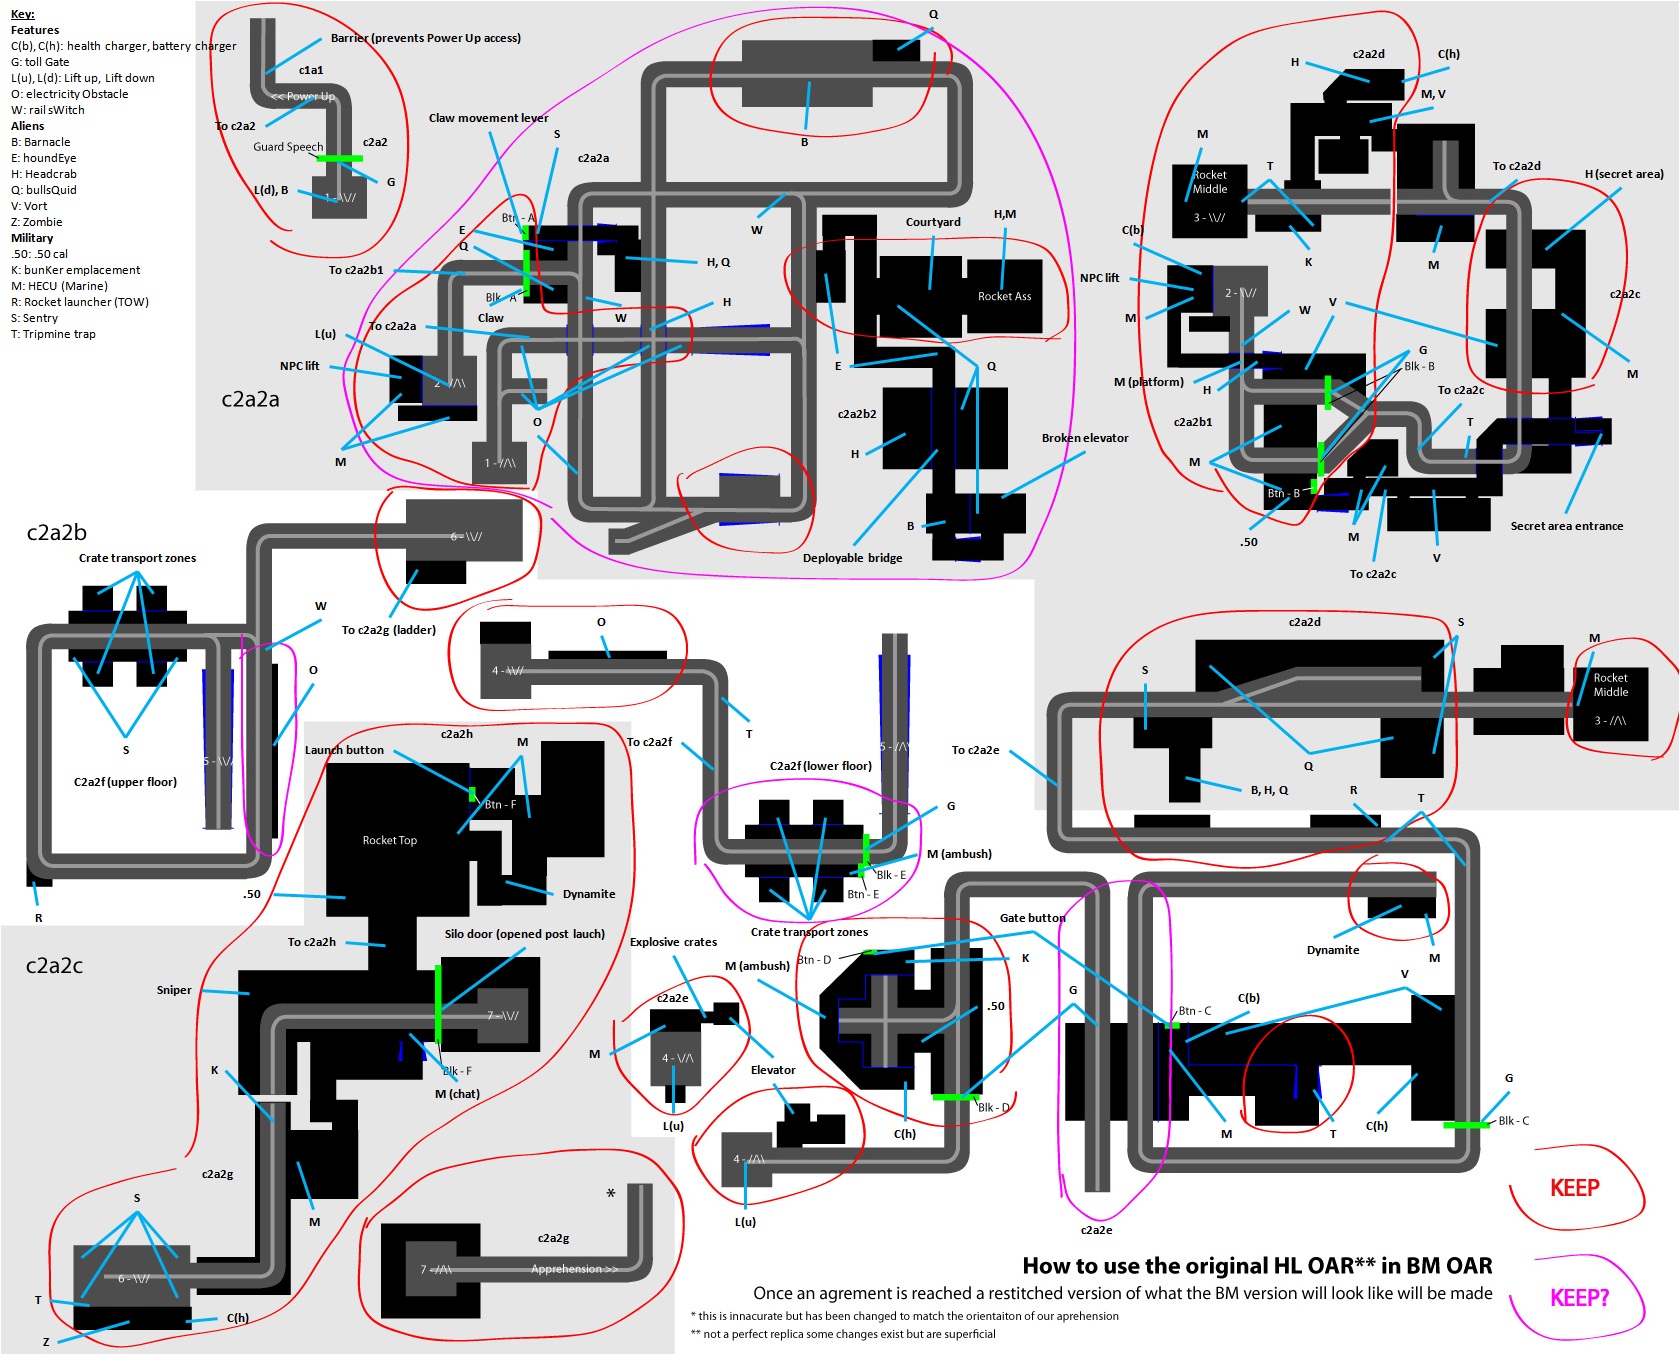 Key:
Features
C(b), C(h): health charger, battery charger
G: toll Gate
L(u), L(d): Lift up, Lift down
O: electricity Obstacle
W: rail sWitch
Aliens
B: Barnacle
E: houndEye
H: Headcrab
Q: bullsQuid
V: Vort
Z: Zombie
Military
.50: .50 cal
K: bunKer emplacement
M: HECU (Marine)
R: Rocket launcher (TOW)
S: Sentry
T: Tripmine trap
Barrier (prevents Power Up access)
c1a1
<< Power Up
To c2a2
c2a2
Guard Speech
G
L(d), B
1 - \\//
Q
B
Claw movement lever
S
c2a2a
Btn - A
E
Q
To c2a2b1
Blk - A
H, Q
W
W
H
L(u)
To c2a2a
Claw
NPC lift
2 - //\\
c2a2a
O
M
1 - //\\
Courtyard
H,M
Rocket Ass
E
Q
c2a2b2
H
B
Broken elevator
Deployable bridge
c2a2d
H
C(h)
M, V
M
T
Rocket
Middle
3 - \\//
To c2a2d
H (secret area)
C(b)
K
M
NPC lift
M
2 - \\//
W
V
c2a2c
G
Blk - B
M (platform)
H
To c2a2c
M
c2a2b1
T
M
Btn - B
.50
M
V
To c2a2c
Secret area entrance
c2a2b
Crate transport zones
6 - \\//
W
To c2a2g (ladder)
O
S
C2a2f (upper floor)
5 - \\//
R
O
4 - \\//
T
To c2a2f
C2a2f (lower floor)
5 - //\\
G
M (ambush)
Blk - E
Btn - E
Crate transport zones
c2a2d
S
S
M
Rocket
Middle
3 - //\\
To c2a2e
Q
B, H, Q
R
T
Dynamite
M
c2a2h
Launch button
M
Btn - F
Rocket Top
.50
Dynamite
To c2a2h
Silo door (opened post lauch)
c2a2c
Sniper
7 - \\//
K
Blk - F
M (chat)
c2a2g
M
S
6 - \\//
T
C(h)
Z
c2a2g
*
7 - //\\
Apprehension >>
Explosive crates
c2a2e
M
4 - \\//\
L(u)
Elevator
4 - //\\
L(u)
M (ambush)
Btn - D
Gate button
K
.50
Blk - D
C(h)
G
c2a2e
Btn - C
C(b)
V
M
T
C(h)
G
Blk - C
KEEP
KEEP?
How to use the original HL OAR** in BM OAR
Once an agrement is reached a restitched version of what the BM version will look like will be made
* this is innacurate but has been changed to match the orientaiton of our aprehension
** not a perfect replica some changes exist but are superficial